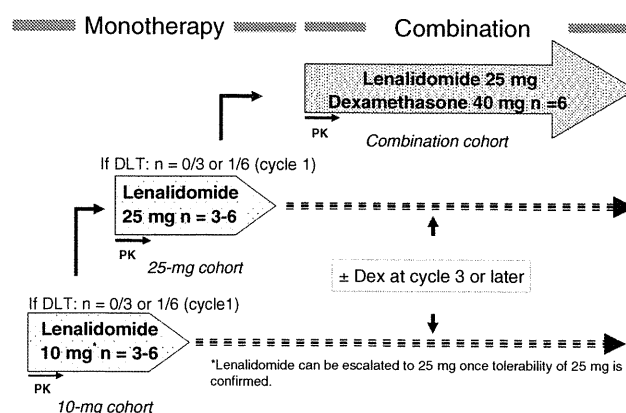 Monotherapy
Combination
Lenalidomide 25 mg
Dexamethasone 40 mg n =6
PK
Combination cohort
If DLT: n = 0/3 or 1/6 (cycle 1)
Lenalidomide
25 mg n = 3-6
PK
25-mg cohort
± Dex at cycle 3 or later
If DLT: n = 0/3 or 1/6 (cycle1)
Lenalidomide
10 mg* n = 3-6
PK
10-mg cohort
*Lenalidomide can be escalated to 25 mg once tolerability of 25 mg is
confirmed.